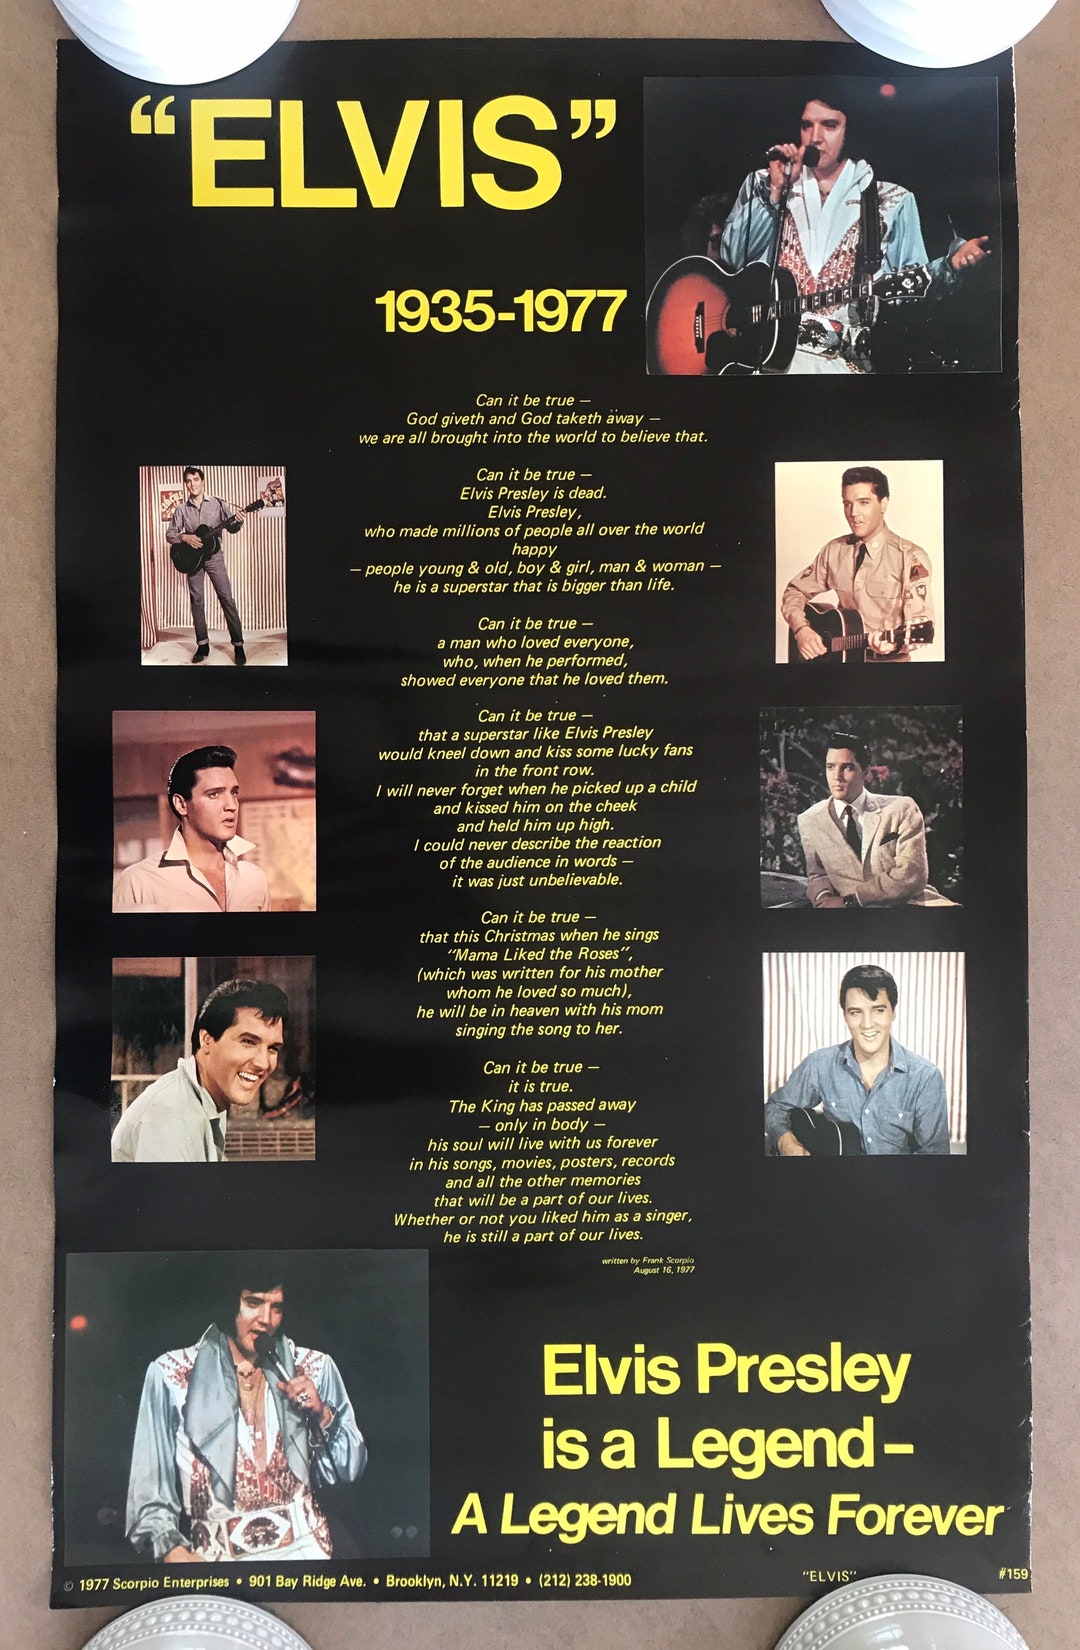 “ELVIS”
1935-1977
Can it be true —
God giveth and God taketh away —
we are all brought into the world to believe that.
Can it be true —
Elvis Presley is dead.
Elvis Presley,
who made millions of people all over the world
happy
— people young & old, boy & girl, man & woman —
he is a superstar that is bigger than life.
Can it be true —
a man who loved everyone,
who, when he performed,
showed everyone that he loved them.
Can it be true —
that a superstar like Elvis Presley
would kneel down and kiss some lucky fans
in the front row.
I will never forget when he picked up a child
and kissed him on the cheek
and held him up high.
I could never describe the reaction
of the audience in words —
it was just unbelievable.
Can it be true —
that this Christmas when he sings
“Mama Liked the Roses”,
(which was written for his mother
whom he loved so much),
he will be in heaven with his mom
singing the song to her.
Can it be true —
it is true.
The King has passed away
— only in body —
his soul will live with us forever
in his songs, movies, posters, records
and all the other memories
that will be a part of our lives.
Whether or not you liked him as a singer,
he is still a part of our lives.
written by Frank Scorpio
August 16, 1977
Elvis Presley
is a Legend –
A Legend Lives Forever
© 1977 Scorpio Enterprises • 901 Bay Ridge Ave. • Brooklyn, N.Y. 11219 • (212) 238-1900
“ELVIS”
#159